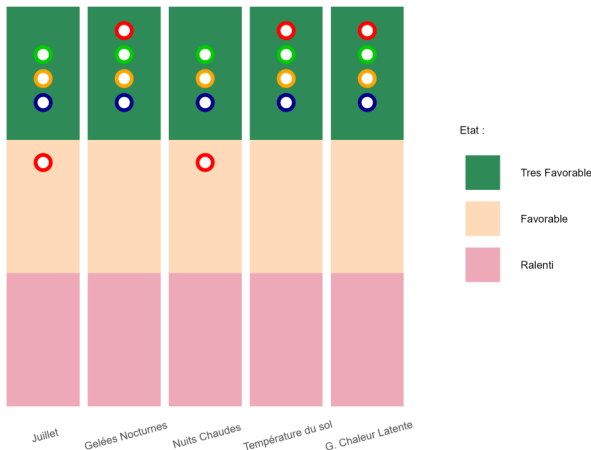 Etat :
Tres Favorable
Favorable
Ralenti
Juillet
Gelées Nocturnes
Nuits Chaudes
Température du sol
G. Chaleur Latente